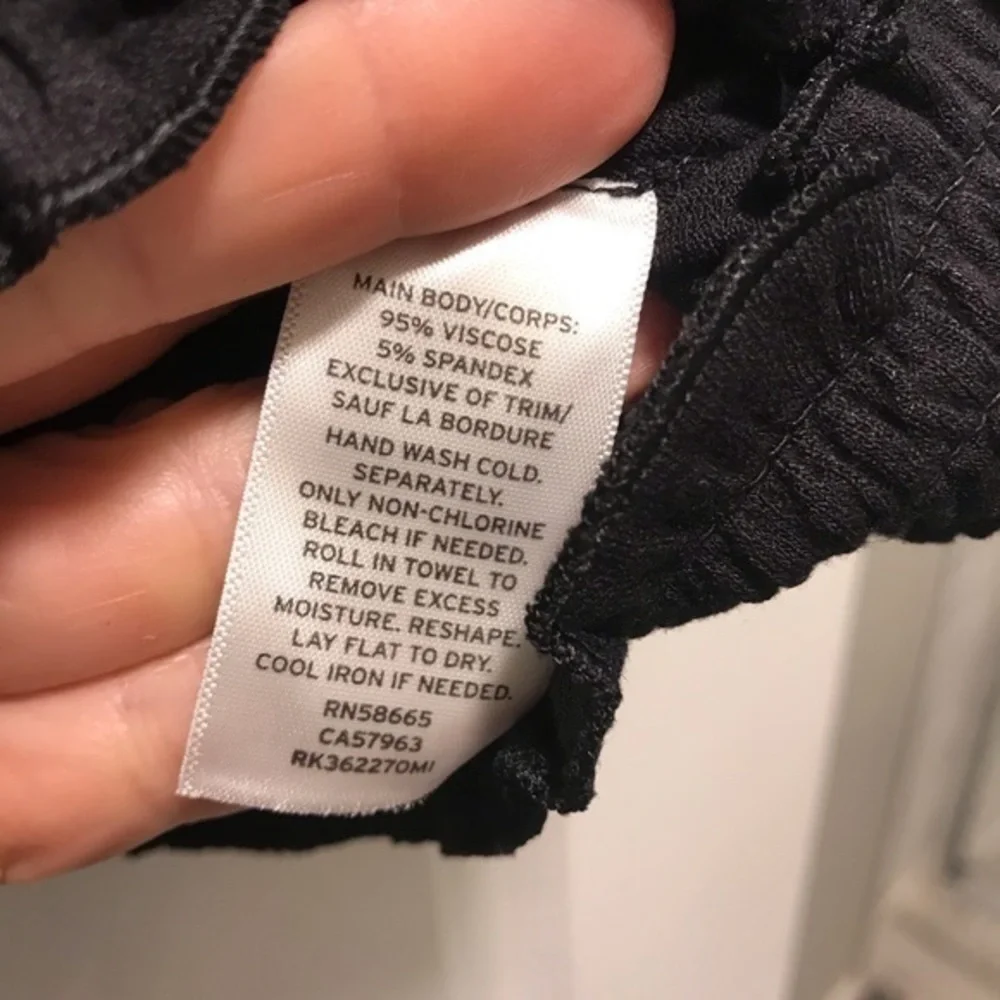 MAIN BODY/CORPS:
95% VISCOSE
5% SPANDEX
EXCLUSIVE OF TRIM/
SAUF LA BORDURE
HAND WASH COLD.
SEPARATELY.
ONLY NON-CHLORINE
BLEACH IF NEEDED.
ROLL IN TOWEL TO
REMOVE EXCESS
MOISTURE. RESHAPE.
LAY FLAT TO DRY.
COOL IRON IF NEEDED.
RN58665
CA57963
RK362270MI